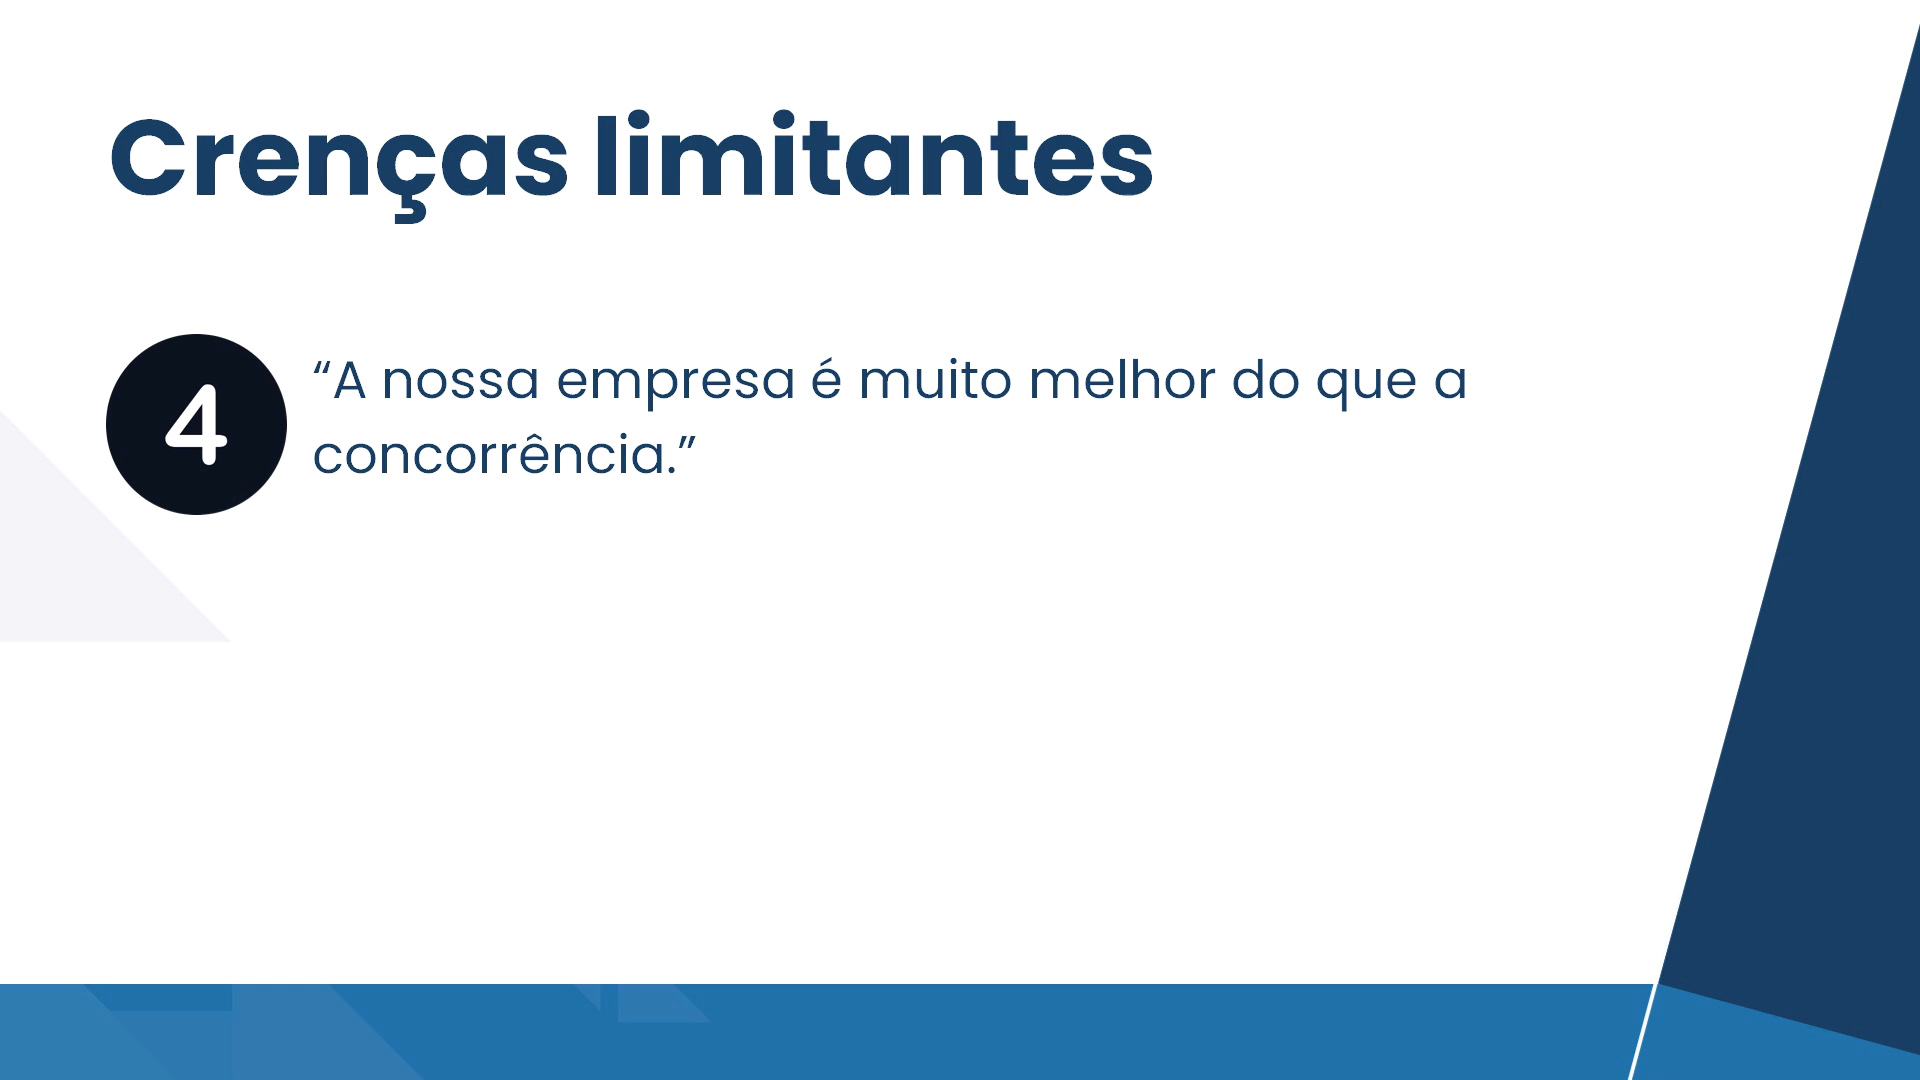 Crenças limitantes
4
“A nossa empresa é muito melhor do que a
concorrência.”